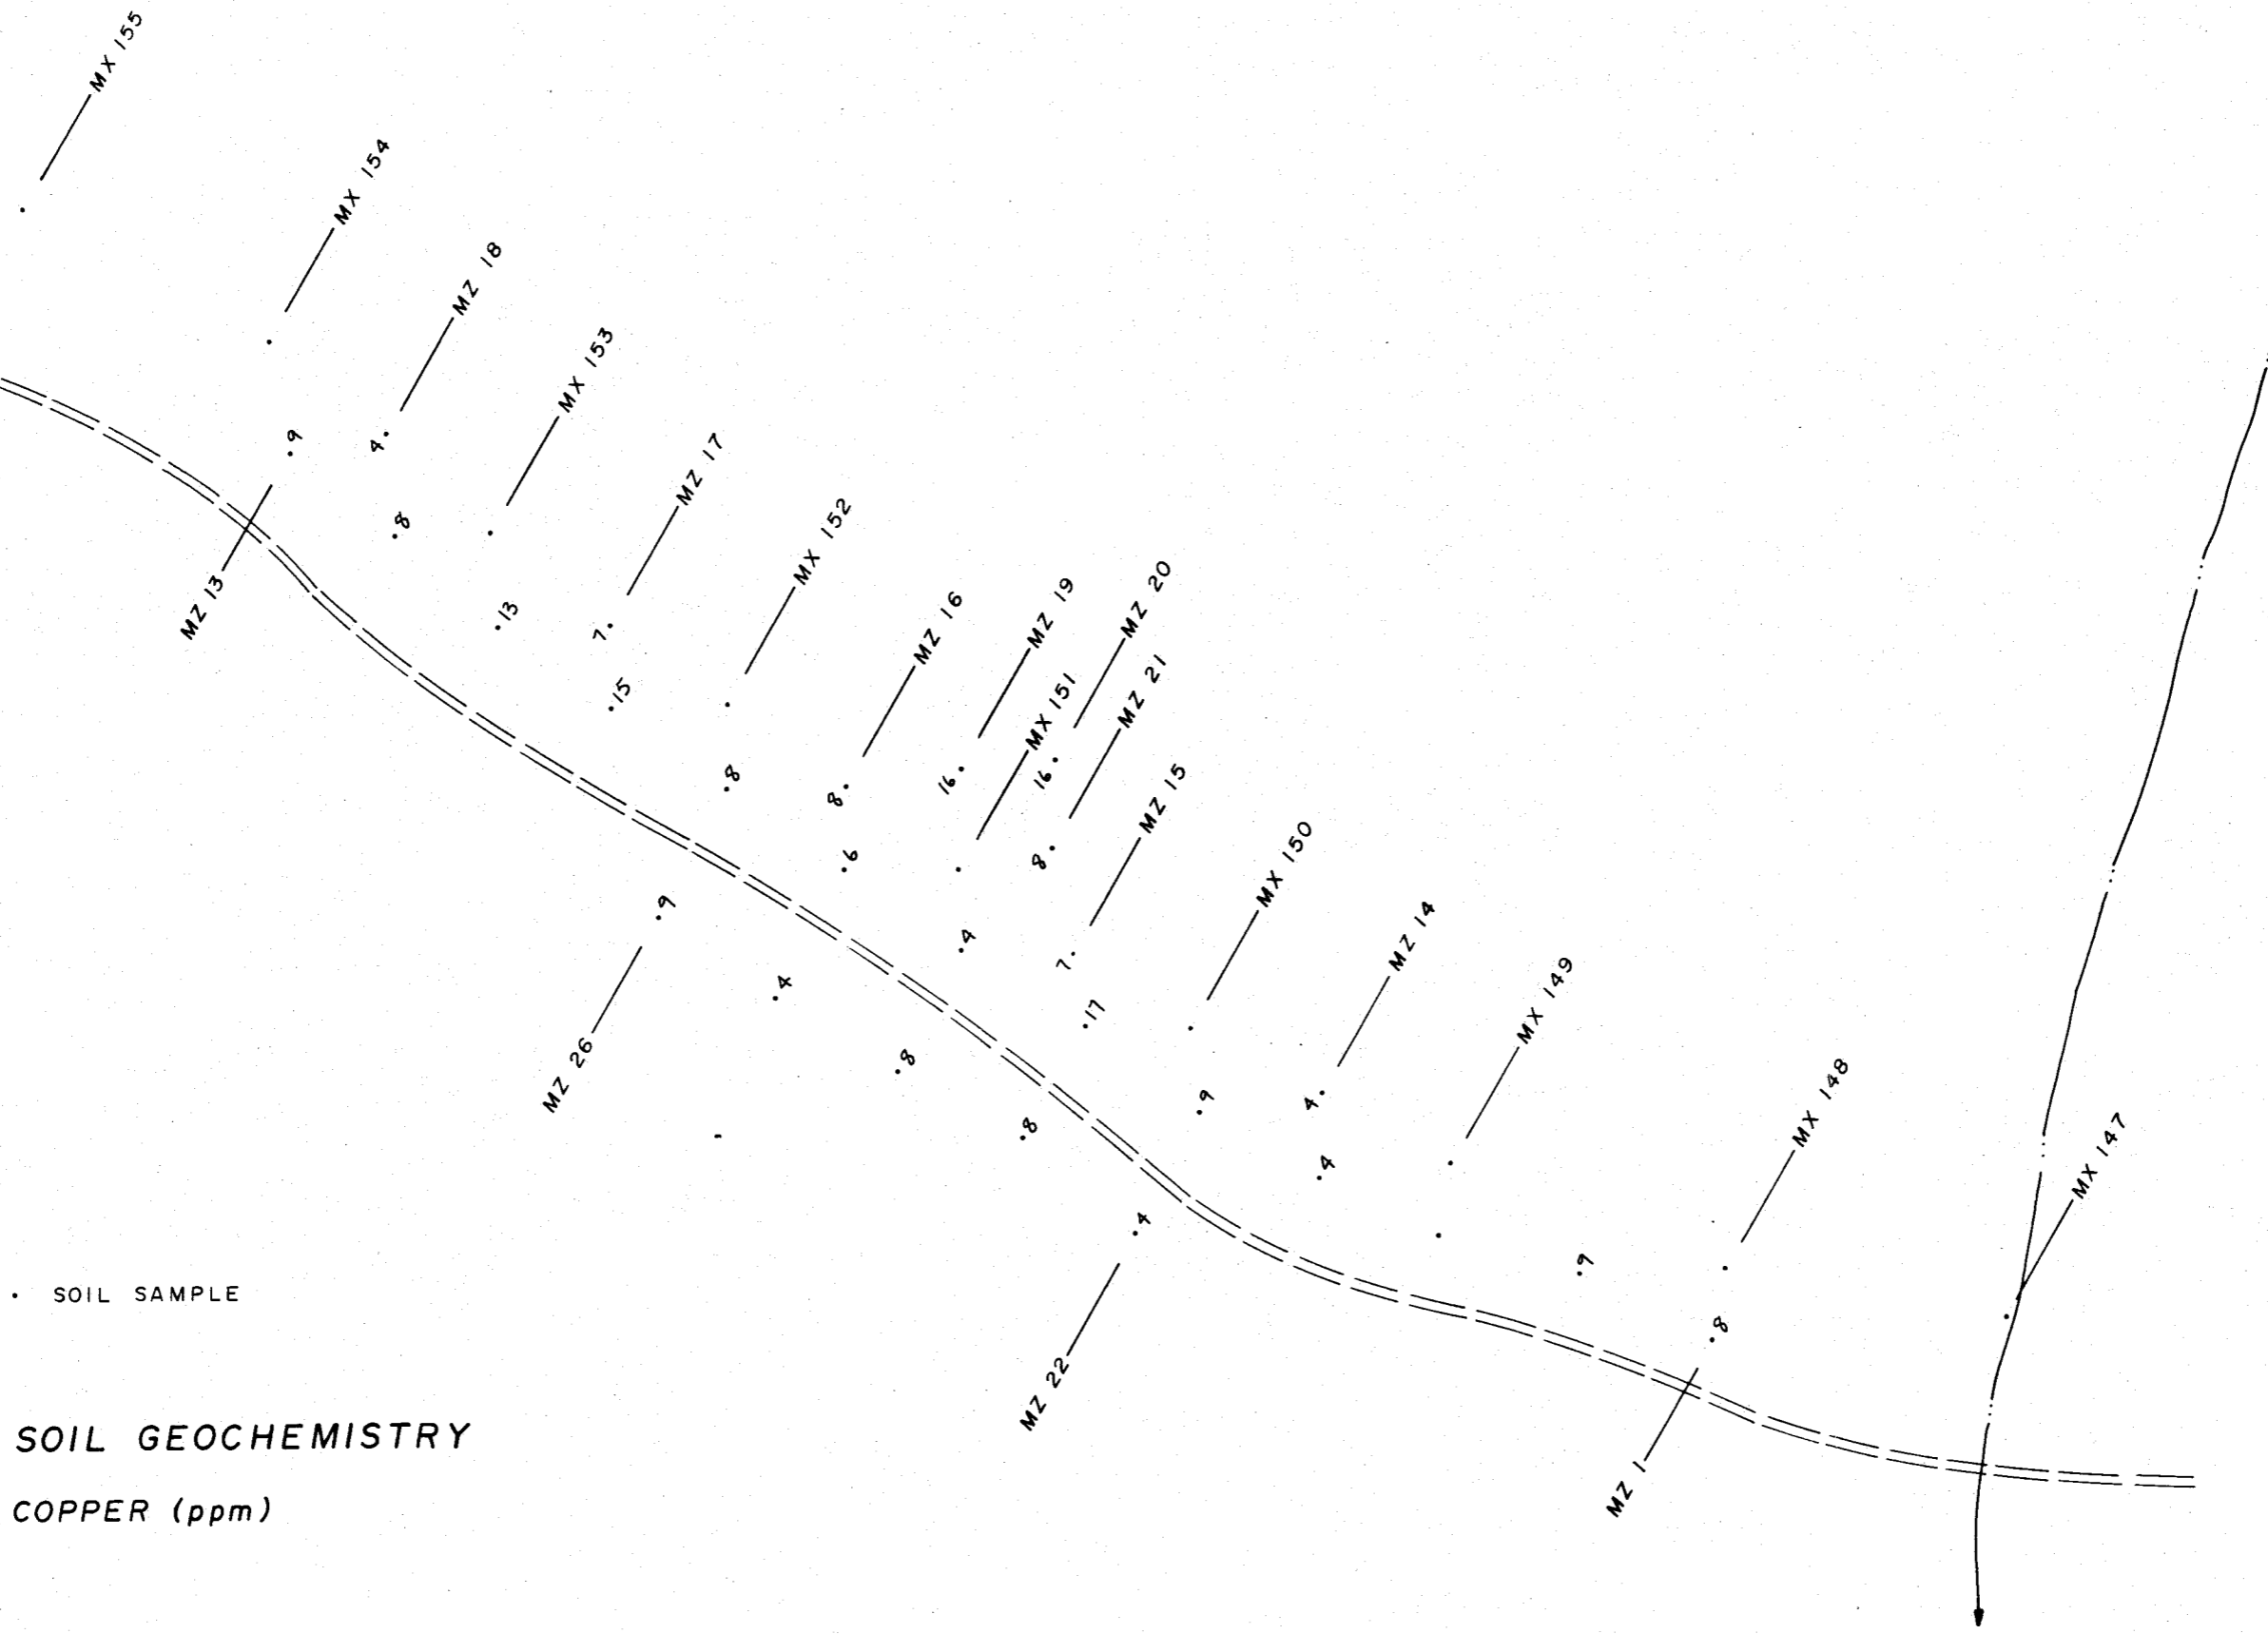 MX 155
MX 154
MZ 18
MX 153
MZ 17
MX 152
MZ 16
MZ 19
MZ 20
MX 151
MZ 21
MZ 15
MX 150
MZ 14
MX 149
MX 148
MX 147
.9
4.
.8
MZ 13
.13
7.
.15
.8
8.
16.
16.
.6
8.
.9
.4
7.
.4
.17
MZ 26
.8
.9
4.
.8
.4
.4
.9
.8
MZ 22
MZ 1
. SOIL SAMPLE
SOIL GEOCHEMISTRY
COPPER (ppm)